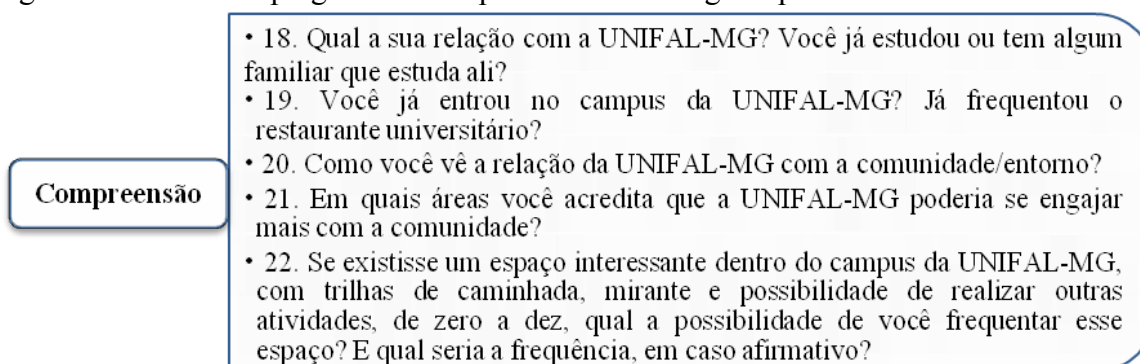 Compreensão
• 18. Qual a sua relação com a UNIFAL-MG? Você já estudou ou tem algum
familiar que estuda ali?
• 19. Você já entrou no campus da UNIFAL-MG? Já frequentou o
restaurante universitário?
• 20. Como você vê a relação da UNIFAL-MG com a comunidade/entorno?
• 21. Em quais áreas você acredita que a UNIFAL-MG poderia se engajar
mais com a comunidade?
• 22. Se existisse um espaço interessante dentro do campus da UNIFAL-MG,
com trilhas de caminhada, mirante e possibilidade de realizar outras
atividades, de zero a dez, qual a possibilidade de você frequentar esse
espaço? E qual seria a frequência, em caso afirmativo?